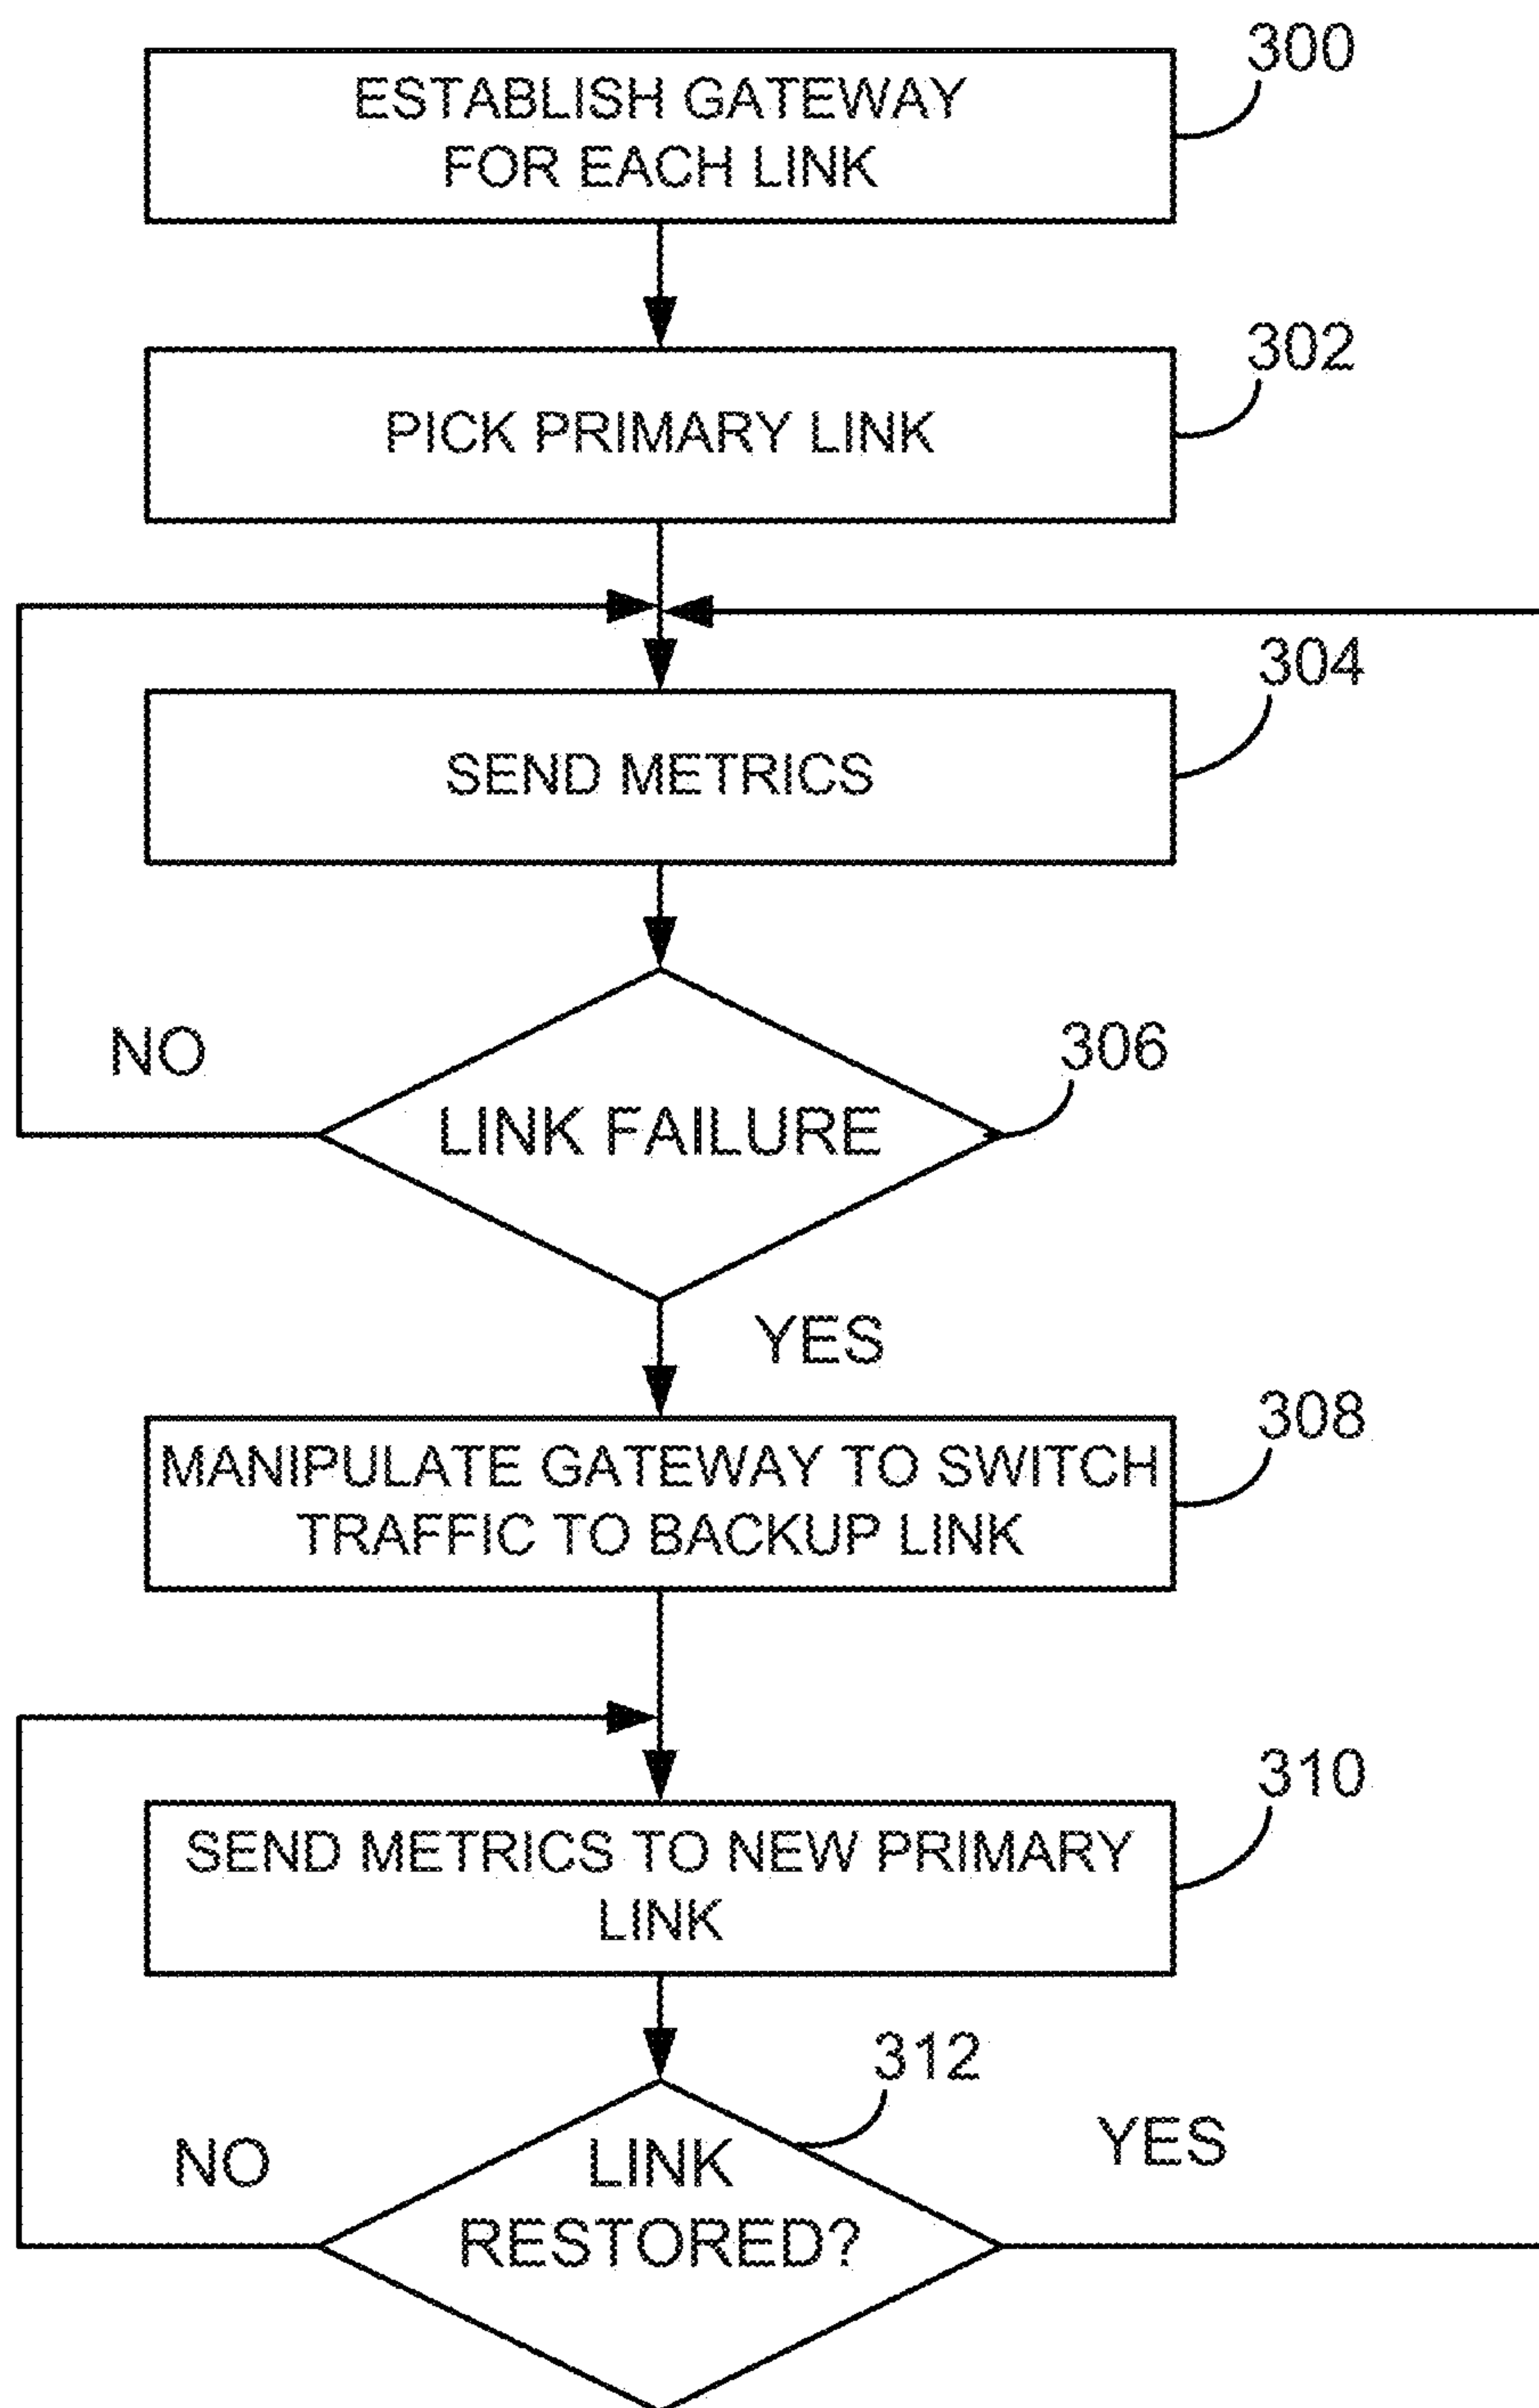 300
ESTABLISH GATEWAY
FOR EACH LINK
302
PICK PRIMARY LINK
304
SEND METRICS
NO
306
LINK FAILURE
YES
308
MANIPULATE GATEWAY TO SWITCH
TRAFFIC TO BACKUP LINK
310
SEND METRICS TO NEW PRIMARY
LINK
312
NO
YES
LINK
RESTORED?